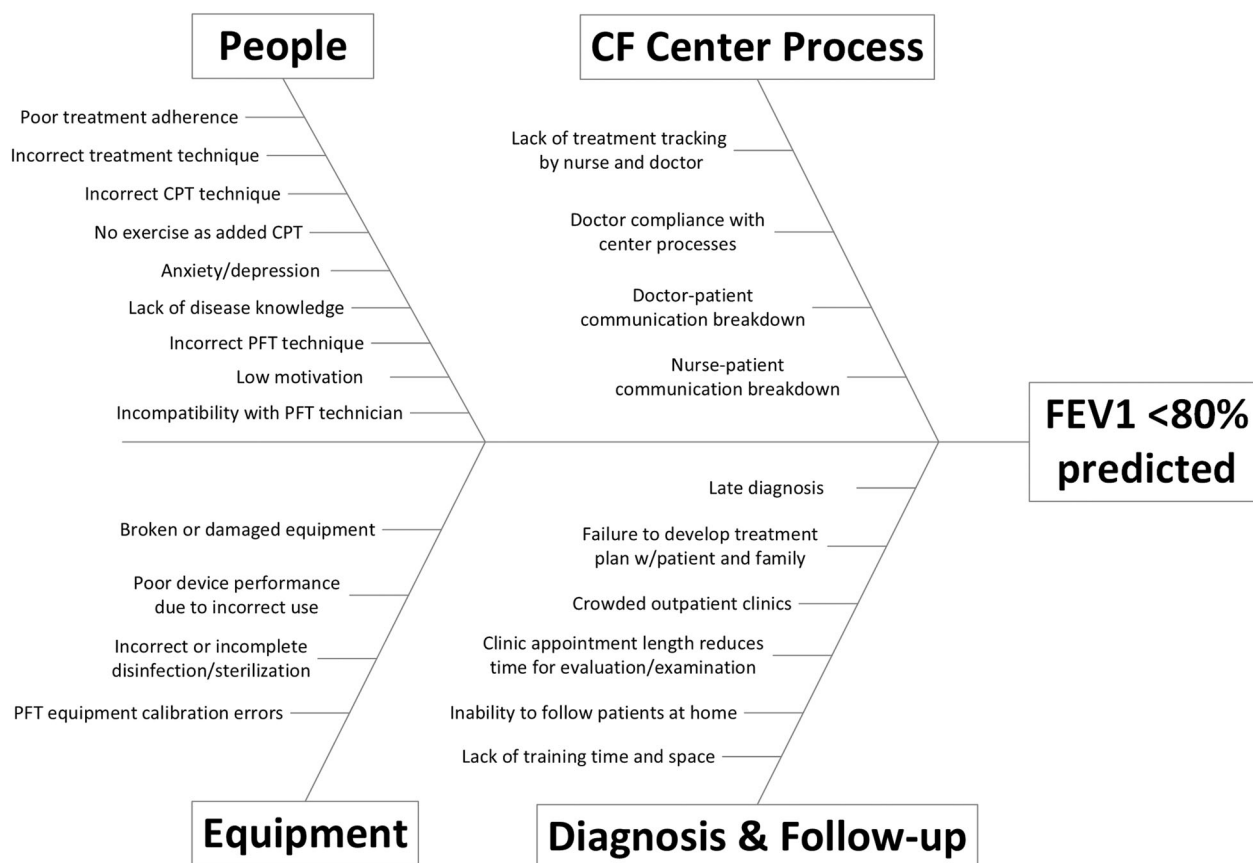 People
Poor treatment adherence
Incorrect treatment technique
Incorrect CPT technique
No exercise as added CPT
Anxiety/depression
Lack of disease knowledge
Incorrect PFT technique
Low motivation
Incompatibility with PFT technician
CF Center Process
Lack of treatment tracking
by nurse and doctor
Doctor compliance with
center processes
Doctor-patient
communication breakdown
Nurse-patient
communication breakdown
FEV1 <80%
predicted
Broken or damaged equipment
Poor device performance
due to incorrect use
Incorrect or incomplete
disinfection/sterilization
PFT equipment calibration errors
Equipment
Late diagnosis
Failure to develop treatment
plan w/patient and family
Crowded outpatient clinics
Clinic appointment length reduces
time for evaluation/examination
Inability to follow patients at home
Lack of training time and space
Diagnosis & Follow-up